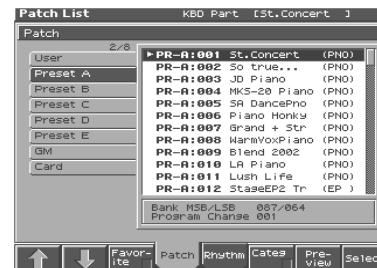 Patch List KBD Part [St.Concert ]
Patch
2/8
User
Preset A
Preset B
Preset C
Preset D
Preset E
GM
Card
▶PR-A:001 St.Concert (PNO)
PR-A:002 So true... (PNO)
PR-A:003 JD Piano (PNO)
PR-A:004 MKS-20 Piano (PNO)
PR-A:005 SA DancePno (PNO)
PR-A:006 Piano Honky (PNO)
PR-A:007 Grand + Str (PNO)
PR-A:008 WarmVoxPiano (PNO)
PR-A:009 Blend 2002 (PNO)
PR-A:010 LA Piano (PNO)
PR-A:011 Lush Life (PNO)
PR-A:012 StageEP2 Tr (EP )
Bank MSB/LSB 087/064
Program Change 001
Favor-ite Patch Rhythm Categ Pre-view Selec